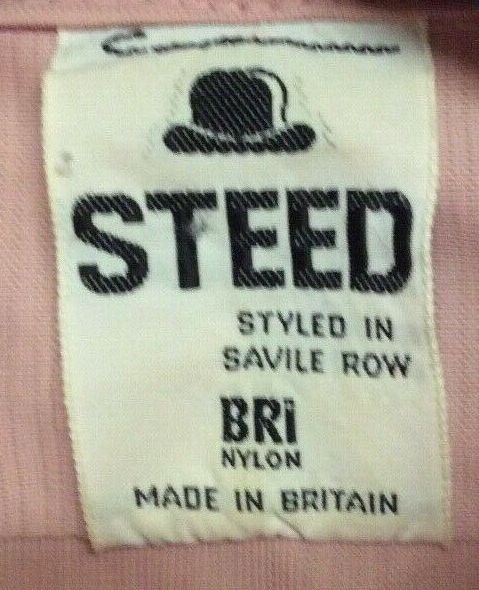 STEED
STYLED IN
SAVILE ROW
BRi
NYLON
MADE IN BRITAIN